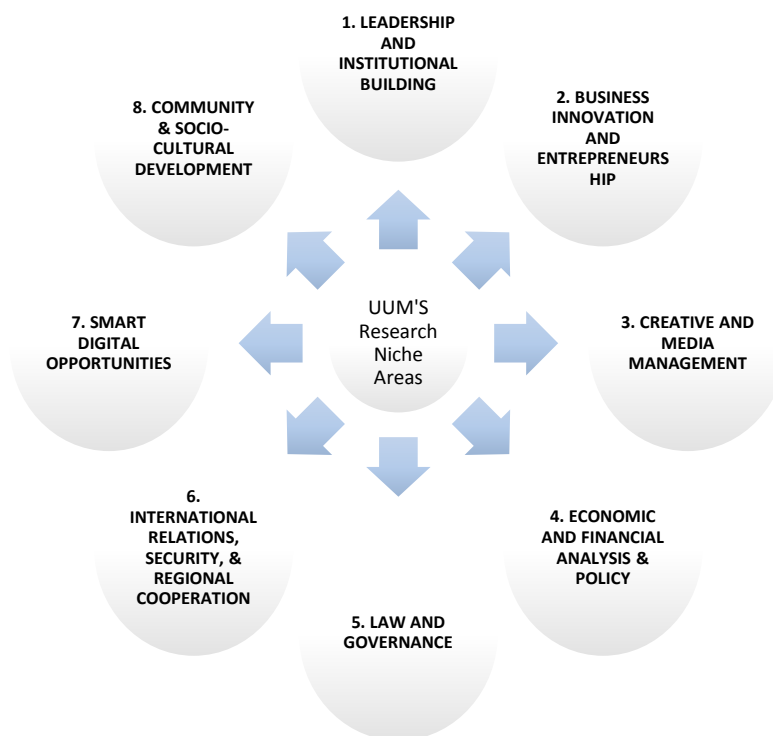 1. LEADERSHIP
AND
INSTITUTIONAL
BUILDING
2. BUSINESS
INNOVATION
AND
ENTREPRENEURS
HIP
3. CREATIVE AND
MEDIA
MANAGEMENT
4. ECONOMIC
AND FINANCIAL
ANALYSIS &
POLICY
5. LAW AND
GOVERNANCE
6.
INTERNATIONAL
RELATIONS,
SECURITY, &
REGIONAL
COOPERATION
7. SMART
DIGITAL
OPPORTUNITIES
8. COMMUNITY
& SOCIO-
CULTURAL
DEVELOPMENT
UUM'S
Research
Niche
Areas